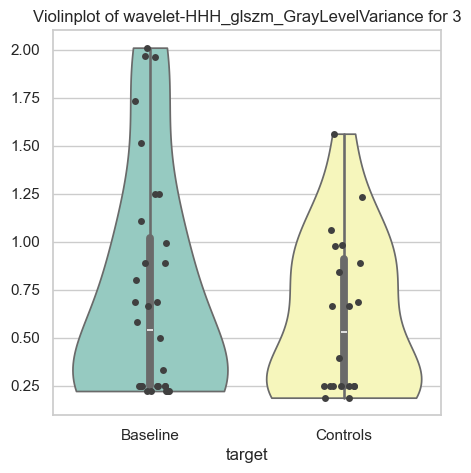 Violinplot of wavelet-HHH_glszm_GrayLevelVariance for 3
2.00
1.75
1.50
1.25
1.00
0.75
0.50
0.25
Baseline Controls
target